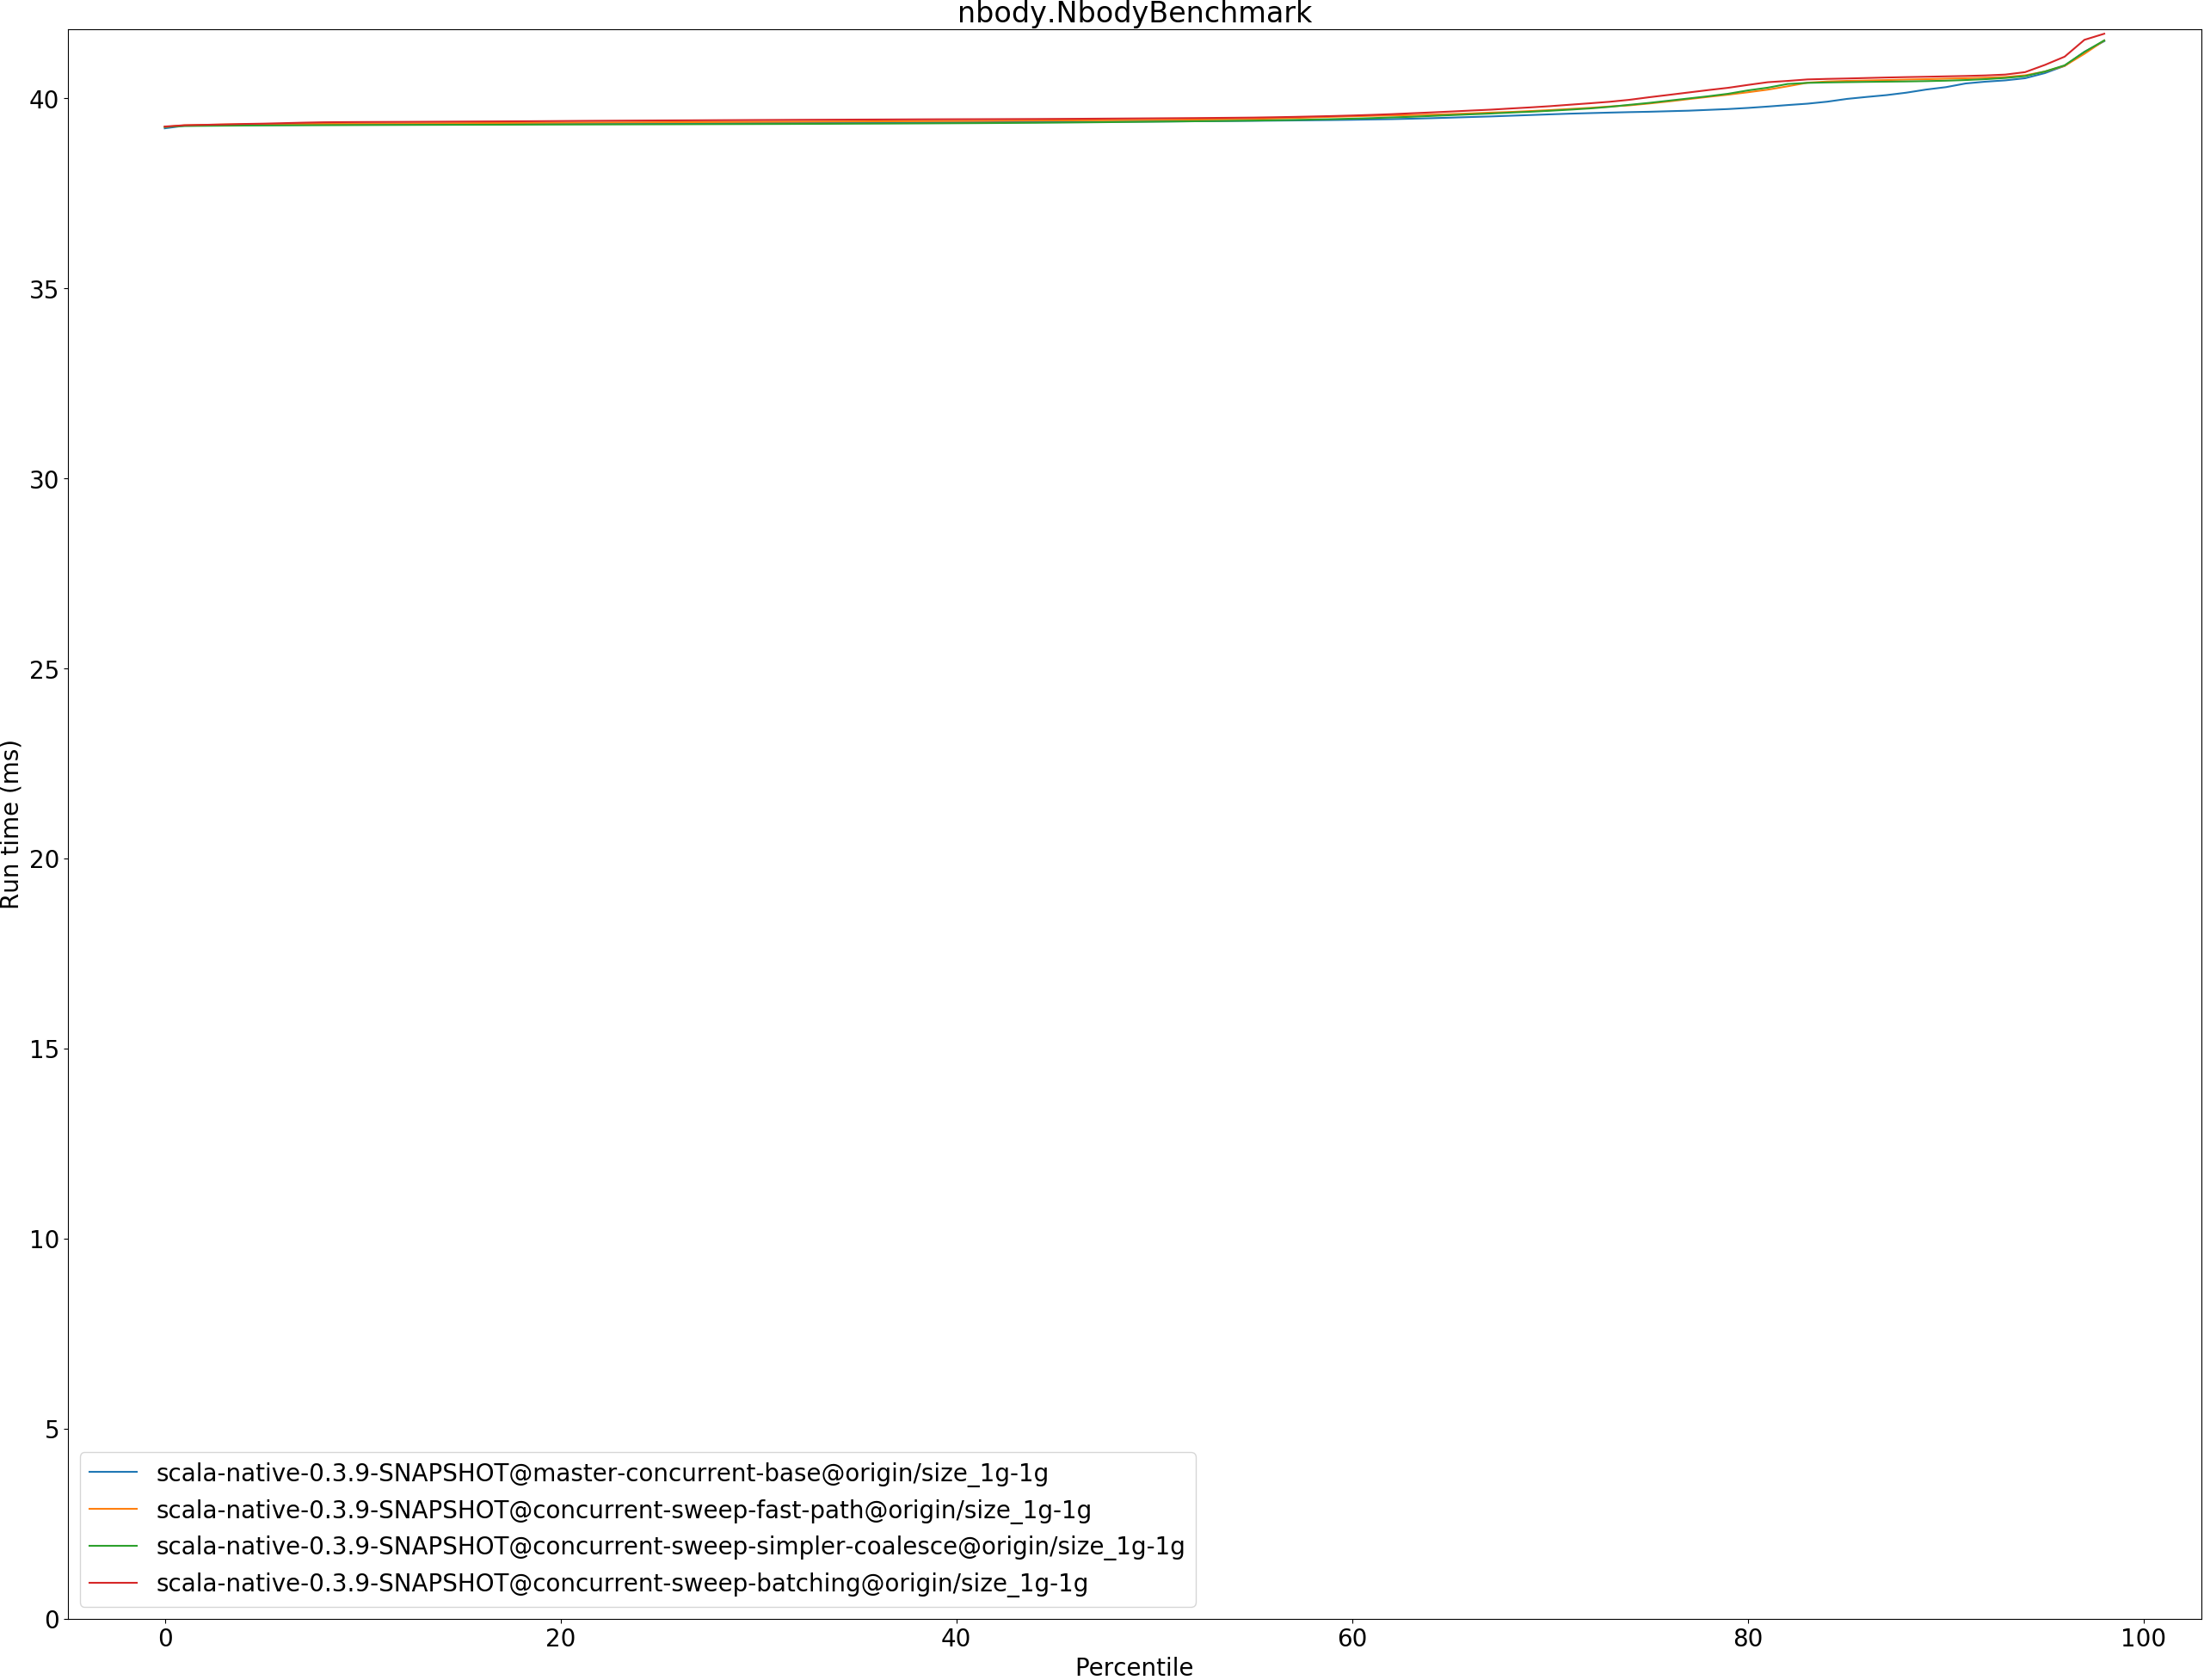 nbody.NbodyBenchmark
Run time (ms)
40
35
30
25
20
15
10
5
0
scala-native-0.3.9-SNAPSHOT@master-concurrent-base@origin/size_1g-1g
scala-native-0.3.9-SNAPSHOT@concurrent-sweep-fast-path@origin/size_1g-1g
scala-native-0.3.9-SNAPSHOT@concurrent-sweep-simpler-coalesce@origin/size_1g-1g
scala-native-0.3.9-SNAPSHOT@concurrent-sweep-batching@origin/size_1g-1g
0 20 40 60 80 100
Percentile